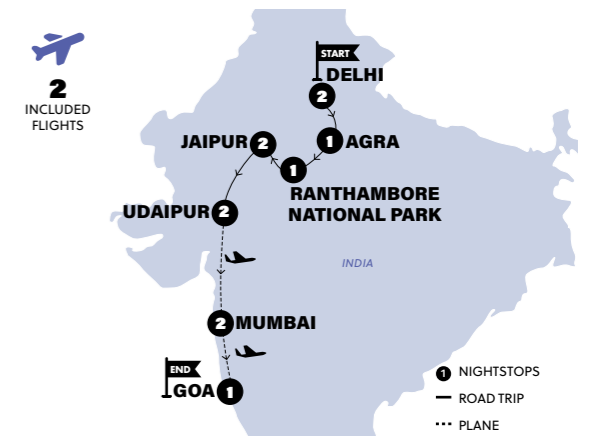 2
INCLUDED
FLIGHTS
START
DELHI
2
JAIPUR 2
1 AGRA
1
RANTHAMBORE
NATIONAL PARK
UDAIPUR 2
INDIA
2 MUMBAI
END
GOA 1
1 NIGHTSTOPS
ROAD TRIP
PLANE